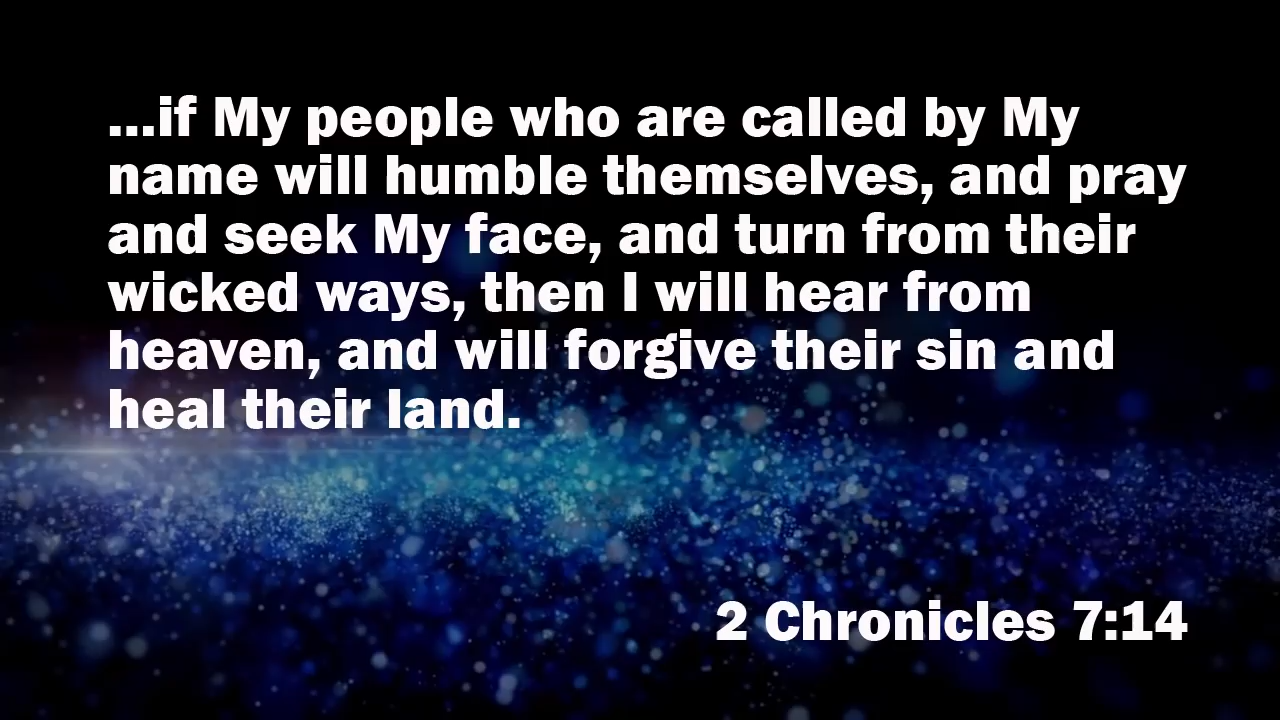 ...if My people who are called by My
name will humble themselves, and pray
and seek My face, and turn from their
wicked ways, then I will hear from
heaven, and will forgive their sin and
heal their land.
2 Chronicles 7:14